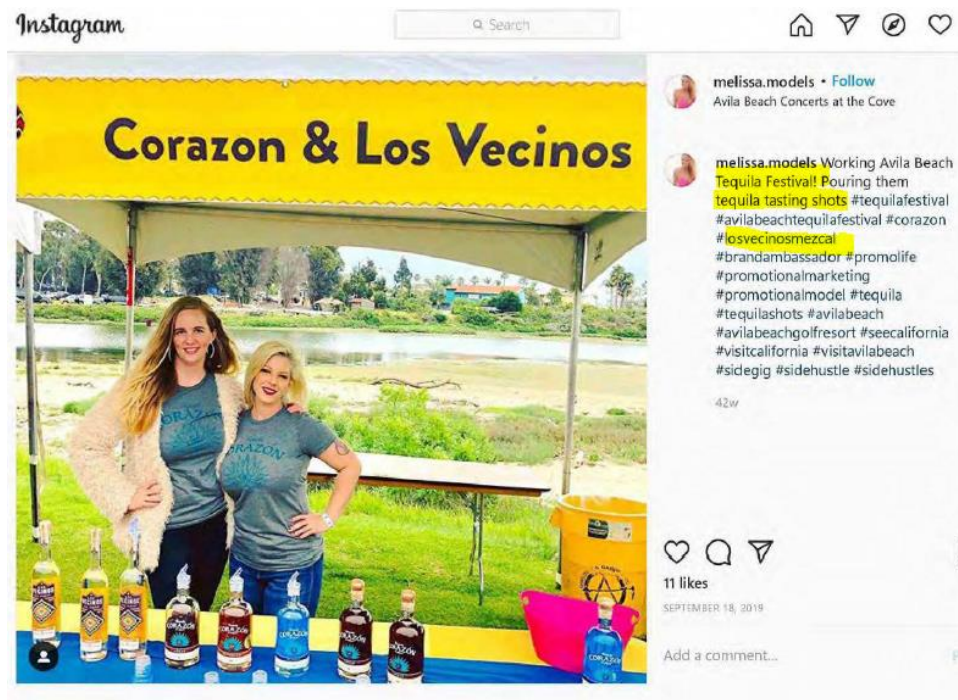 Instagram
Search
Corazon & Los Vecinos
melissa.models • Follow
Avila Beach Concerts at the Cove
melissa.models Working Avila Beach
Tequila Festival! Pouring them
tequila tasting shots #tequilafestival
#avilabeachtequilafestival #corazon
#losvecinosmezcal
#brandambassador #promolife
#promotionalmarketing
#promotionalmodel #tequila
#tequilashots #avilabeach
#avilabeachgolfresort #seecalifornia
#visitcalifornia #visitavilabeach
#sidegig #sidehustle #sidehustles
42w
CORAZON
11 likes
SEPTEMBER 18, 2019
Add a comment...